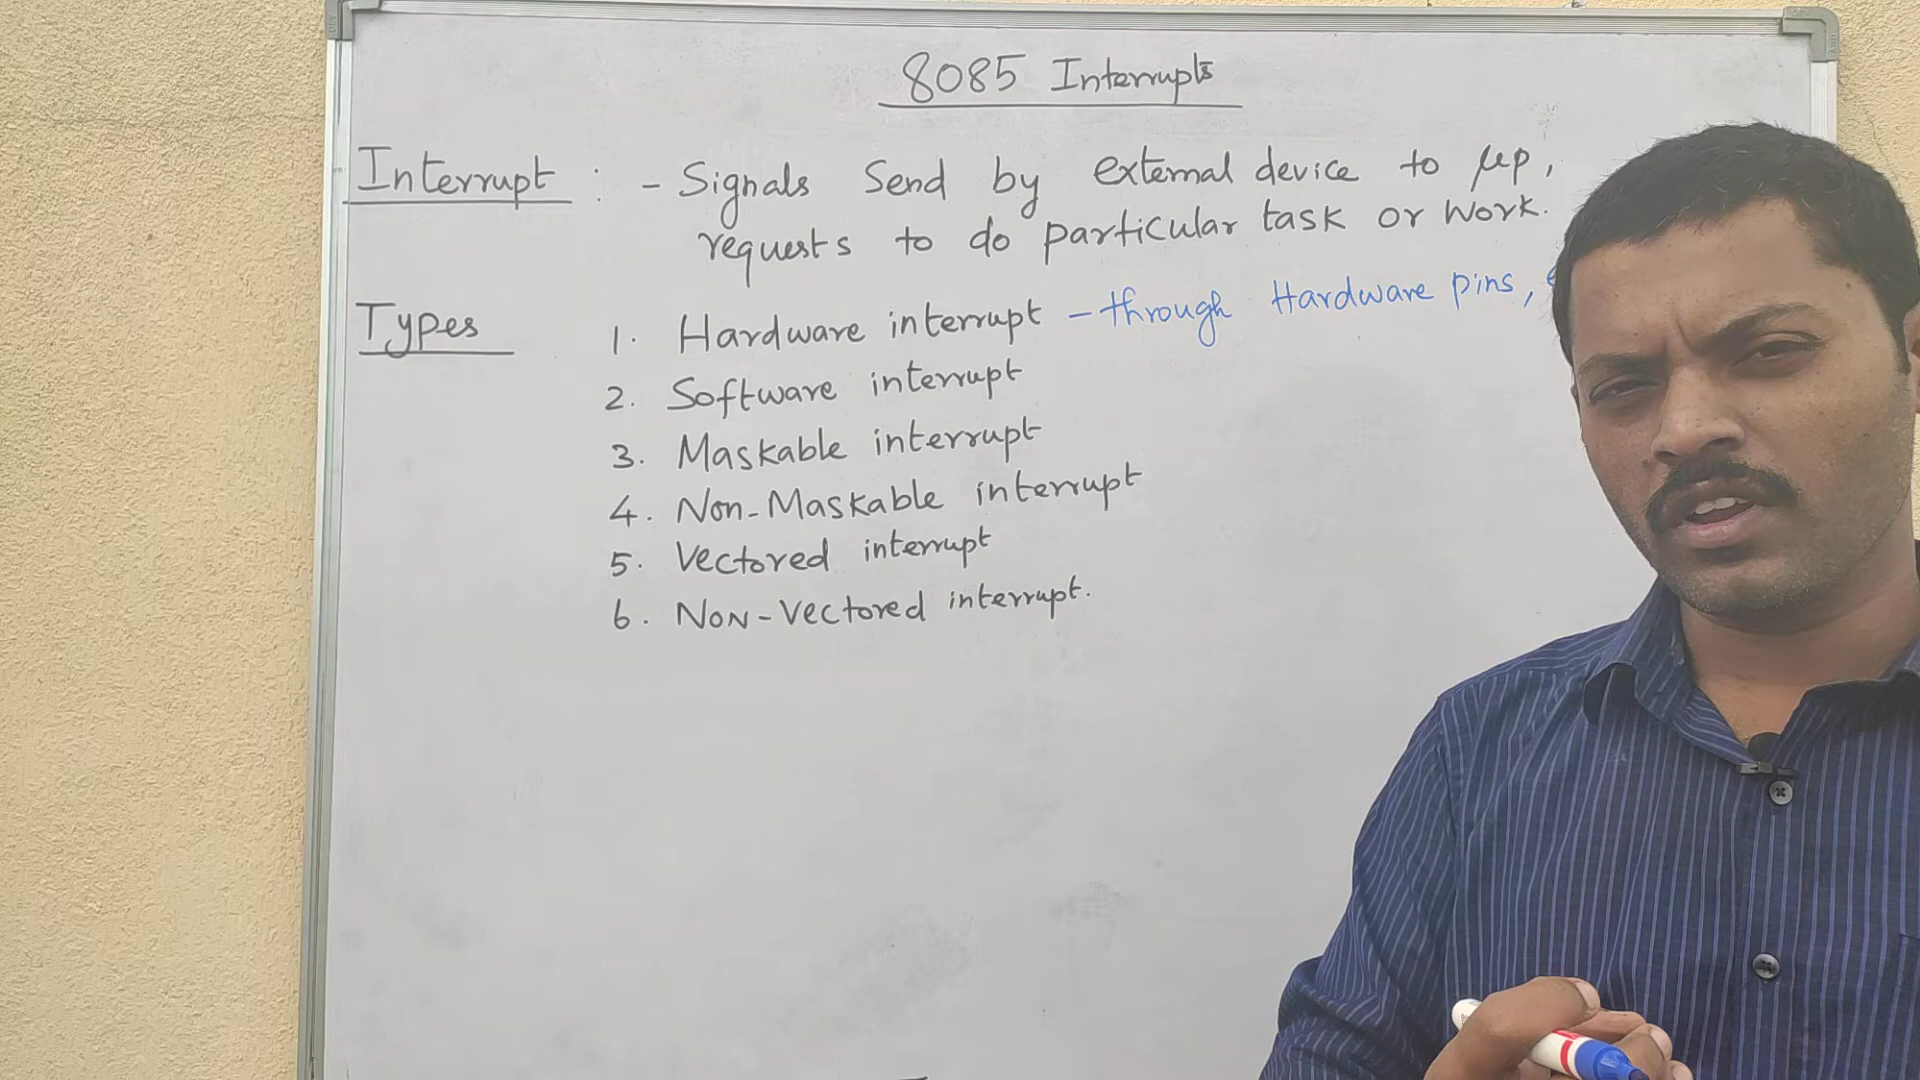 8085 Interrupts
Interrupt : - Signals Send by external device to μp,
requests to do particular task or work.
Types
1. Hardware interrupt - through Hardware pins,
2. Software interrupt
3. Maskable interrupt
4. Non-Maskable interrupt
5. Vectored interrupt
6. Non-Vectored interrupt.